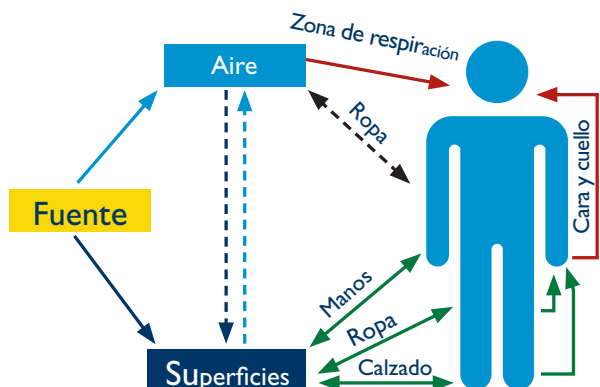 Zona de respiración
Aire
Ropa
Cara y cuello
Fuente
Manos
Ropa
Calzado
Superficies